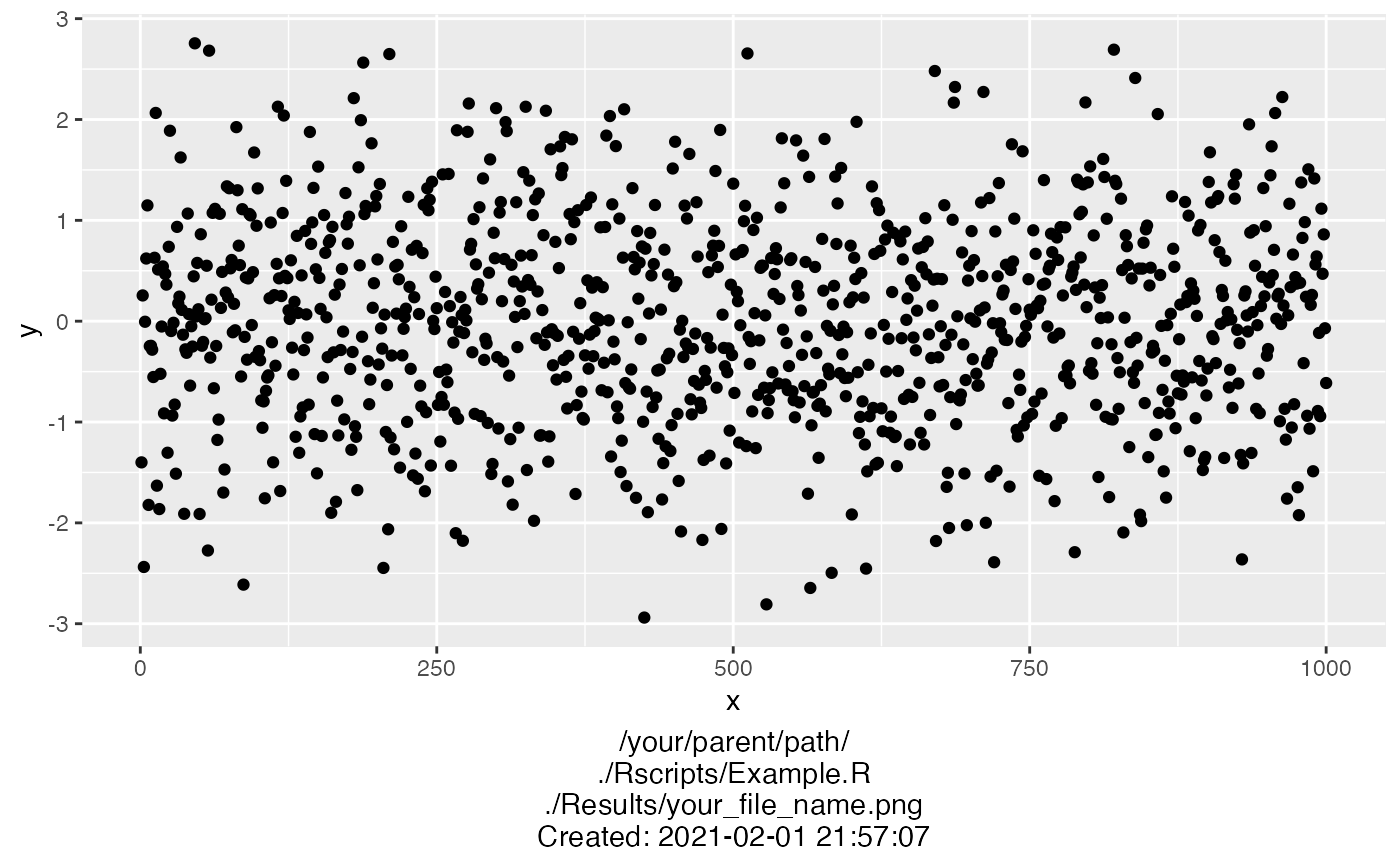 3
2
1
0
-1
-2
-3
y
0 250 500 750 1000
x
/your/parent/path/
./Rscripts/Example.R
./Results/your_file_name.png
Created: 2021-02-01 21:57:07